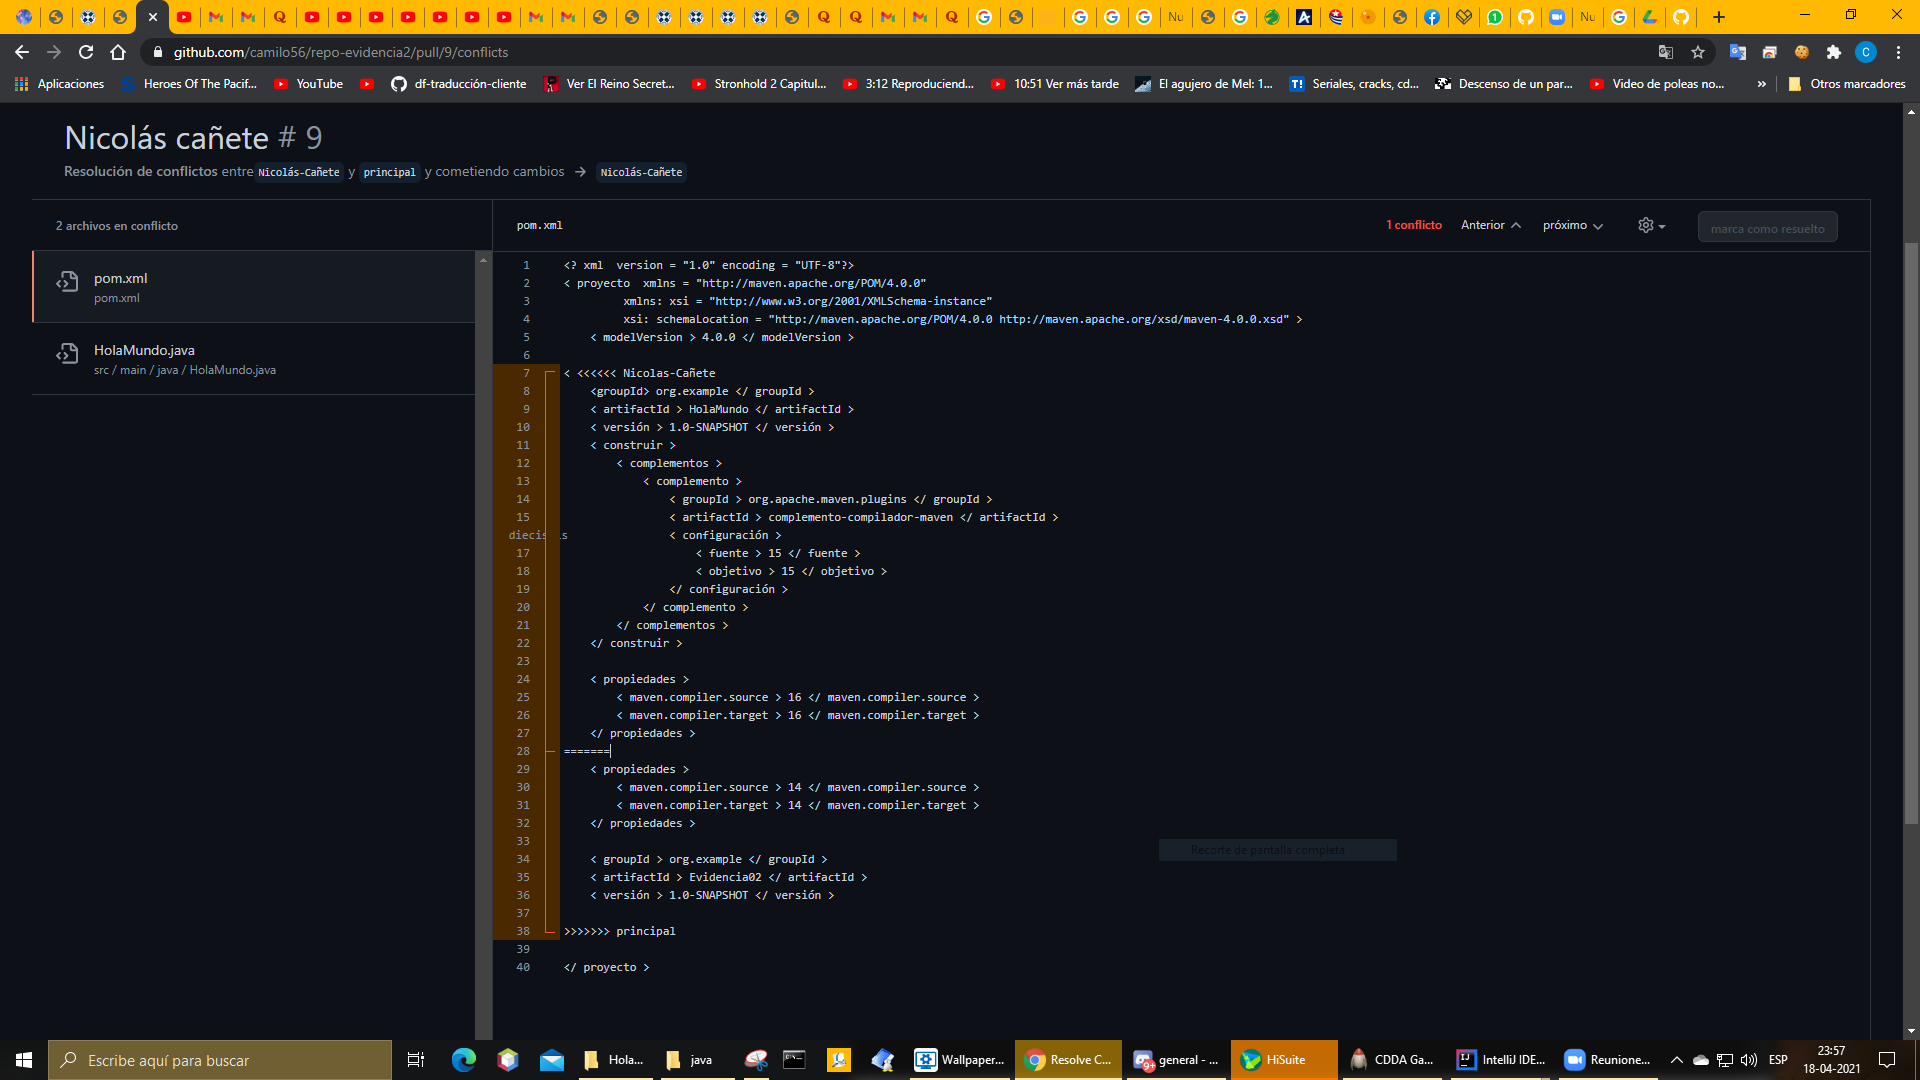 Nu
Nu
github.com/camilo56/repo-evidencia2/pull/9/conflicts
C
Aplicaciones
Heroes Of The Pacif...
YouTube
df-traducción-cliente
Ver El Reino Secret...
Stronhold 2 Capitul...
3:12 Reproduciend...
10:51 Ver más tarde
El agujero de Mel: 1...
Seriales, cracks, cd...
Descenso de un par...
Video de poleas no...
»
Otros marcadores
Nicolás cañete # 9
Resolución de conflictos entre Nicolás-Cañete y principal y cometiendo cambios → Nicolás-Cañete
2 archivos en conflicto
pom.xml
pom.xml
HolaMundo.java
src / main / java / HolaMundo.java
pom.xml
1 conflicto
Anterior
próximo
marca como resuelto
1 <? xml version = "1.0" encoding = "UTF-8"?>
2 < proyecto xmlns = "http://maven.apache.org/POM/4.0.0"
3 xmlns: xsi = "http://www.w3.org/2001/XMLSchema-instance"
4 xsi: schemaLocation = "http://maven.apache.org/POM/4.0.0 http://maven.apache.org/xsd/maven-4.0.0.xsd" >
5 < modelVersion > 4.0.0 </ modelVersion >
6
7 < <<<<<< Nicolas-Cañete
8 <groupId> org.example </ groupId >
9 < artifactId > HolaMundo </ artifactId >
10 < versión > 1.0-SNAPSHOT </ versión >
11 < construir >
12 < complementos >
13 < complemento >
14 < groupId > org.apache.maven.plugins </ groupId >
15 < artifactId > complemento-compilador-maven </ artifactId >
< configuración >
17 < fuente > 15 </ fuente >
18 < objetivo > 15 </ objetivo >
19 </ configuración >
20 </ complemento >
21 </ complementos >
22 </ construir >
23
24 < propiedades >
25 < maven.compiler.source > 16 </ maven.compiler.source >
26 < maven.compiler.target > 16 </ maven.compiler.target >
27 </ propiedades >
28 =======
29 < propiedades >
30 < maven.compiler.source > 14 </ maven.compiler.source >
31 < maven.compiler.target > 14 </ maven.compiler.target >
32 </ propiedades >
33
34 < groupId > org.example </ groupId >
35 < artifactId > Evidencia02 </ artifactId >
36 < versión > 1.0-SNAPSHOT </ versión >
37
38 >>>>>>> principal
39
40 </ proyecto >
Recorte de pantalla completa
Escribe aquí para buscar
Hola...
java
Wallpaper...
Resolve C...
general - ...
HiSuite
CDDA Ga...
IntelliJ IDE...
Reunione...
ESP
23:57
18-04-2021